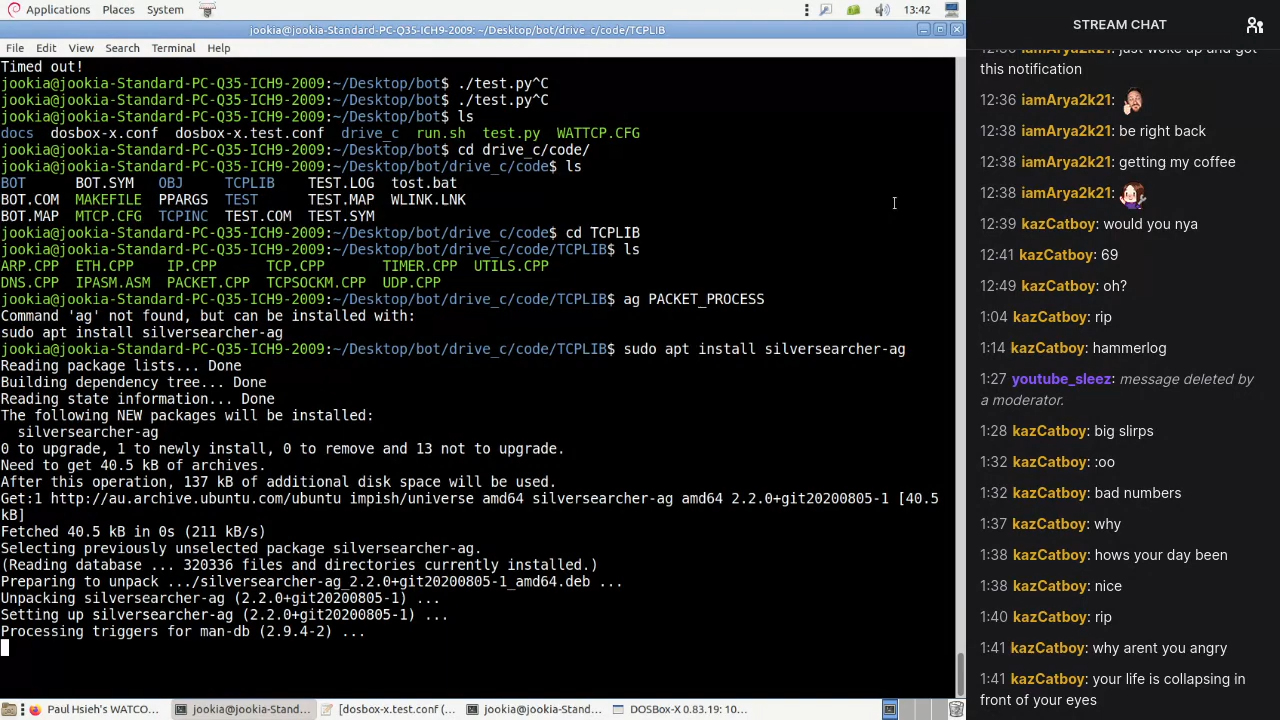 Applications Places System 13:42
jookia@jookia-Standard-PC-Q35-ICH9-2009: ~/Desktop/bot/drive_c/code/TCPLIB
File Edit View Search Terminal Help
Timed out!
jookia@jookia-Standard-PC-Q35-ICH9-2009:~/Desktop/bot$ ./test.py^C
jookia@jookia-Standard-PC-Q35-ICH9-2009:~/Desktop/bot$ ./test.py^C
jookia@jookia-Standard-PC-Q35-ICH9-2009:~/Desktop/bot$ ls
docs dosbox-x.conf dosbox-x.test.conf drive_c run.sh test.py WATTCP.CFG
jookia@jookia-Standard-PC-Q35-ICH9-2009:~/Desktop/bot$ cd drive_c/code/
jookia@jookia-Standard-PC-Q35-ICH9-2009:~/Desktop/bot/drive_c/code$ ls
BOT BOT.SYM OBJ TCPLIB TEST.LOG tost.bat
BOT.COM MAKEFILE PPARGS TEST TEST.MAP WLINK.LNK
BOT.MAP MTCP.CFG TCPINC TEST.COM TEST.SYM
jookia@jookia-Standard-PC-Q35-ICH9-2009:~/Desktop/bot/drive_c/code$ cd TCPLIB
jookia@jookia-Standard-PC-Q35-ICH9-2009:~/Desktop/bot/drive_c/code/TCPLIB$ ls
ARP.CPP ETH.CPP IP.CPP TCP.CPP TIMER.CPP UTILS.CPP
DNS.CPP IPASM.ASM PACKET.CPP TCPSOCKM.CPP UDP.CPP
jookia@jookia-Standard-PC-Q35-ICH9-2009:~/Desktop/bot/drive_c/code/TCPLIB$ ag PACKET_PROCESS
Command 'ag' not found, but can be installed with:
sudo apt install silversearcher-ag
jookia@jookia-Standard-PC-Q35-ICH9-2009:~/Desktop/bot/drive_c/code/TCPLIB$ sudo apt install silversearcher-ag
Reading package lists... Done
Building dependency tree... Done
Reading state information... Done
The following NEW packages will be installed:
silversearcher-ag
0 to upgrade, 1 to newly install, 0 to remove and 13 not to upgrade.
Need to get 40.5 kB of archives.
After this operation, 137 kB of additional disk space will be used.
Get:1 http://au.archive.ubuntu.com/ubuntu impish/universe amd64 silversearcher-ag amd64 2.2.0+git20200805-1 [40.5
kB]
Fetched 40.5 kB in 0s (211 kB/s)
Selecting previously unselected package silversearcher-ag.
(Reading database ... 320336 files and directories currently installed.)
Preparing to unpack .../silversearcher-ag_2.2.0+git20200805-1_amd64.deb ...
Unpacking silversearcher-ag (2.2.0+git20200805-1) ...
Setting up silversearcher-ag (2.2.0+git20200805-1) ...
Processing triggers for man-db (2.9.4-2) ...
Paul Hsieh's WATCO... jookia@jookia-Stand... [dosbox-x.test.conf (... jookia@jookia-Stand... DOSBox-X 0.83.19: 10...
STREAM CHAT
12:36 iamArya2k21: just woke up and got
this notification
12:36 iamArya2k21:
12:38 iamArya2k21: be right back
12:38 iamArya2k21: getting my coffee
12:38 iamArya2k21:
12:39 kazCatboy: would you nya
12:41 kazCatboy: 69
12:49 kazCatboy: oh?
1:04 kazCatboy: rip
1:14 kazCatboy: hammerlog
1:27 youtube_sleez: message deleted by
a moderator.
1:28 kazCatboy: big slirps
1:32 kazCatboy: :oo
1:32 kazCatboy: bad numbers
1:37 kazCatboy: why
1:38 kazCatboy: hows your day been
1:38 kazCatboy: nice
1:40 kazCatboy: rip
1:41 kazCatboy: why arent you angry
1:41 kazCatboy: your life is collapsing in
front of your eyes